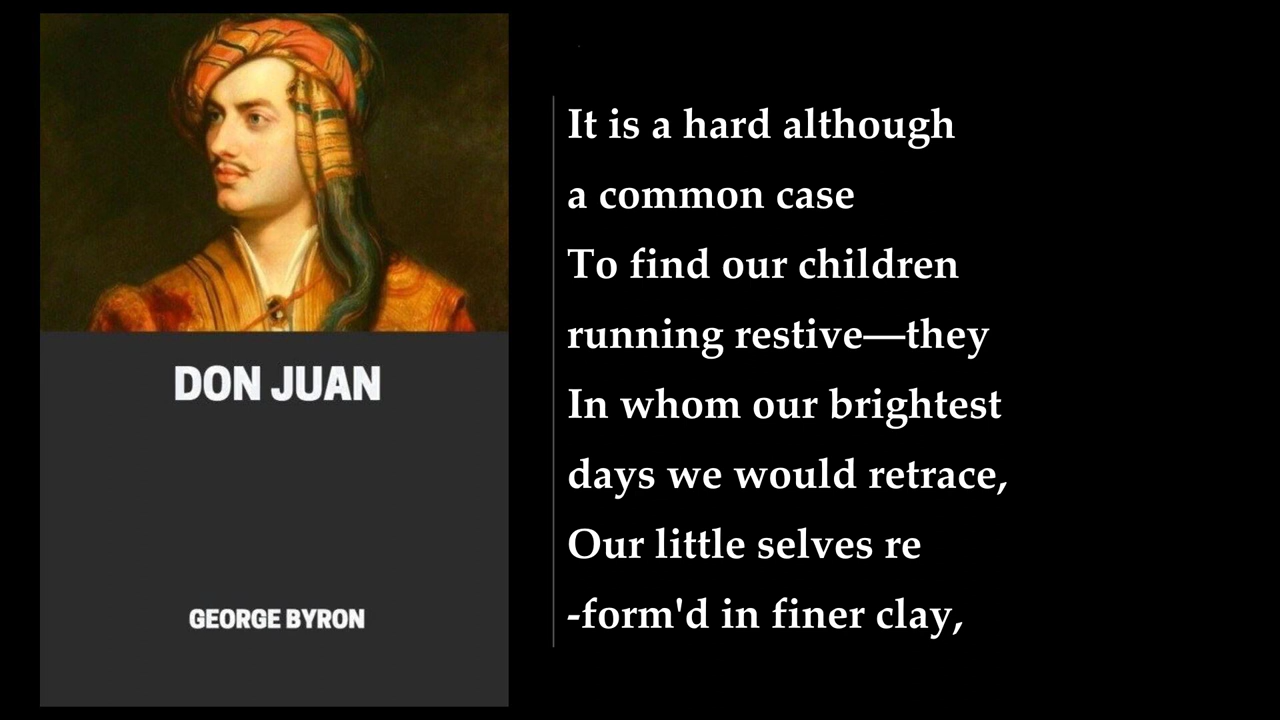 DON JUAN
GEORGE BYRON
It is a hard although
a common case
To find our children
running restive—they
In whom our brightest
days we would retrace,
Our little selves re
-form'd in finer clay,